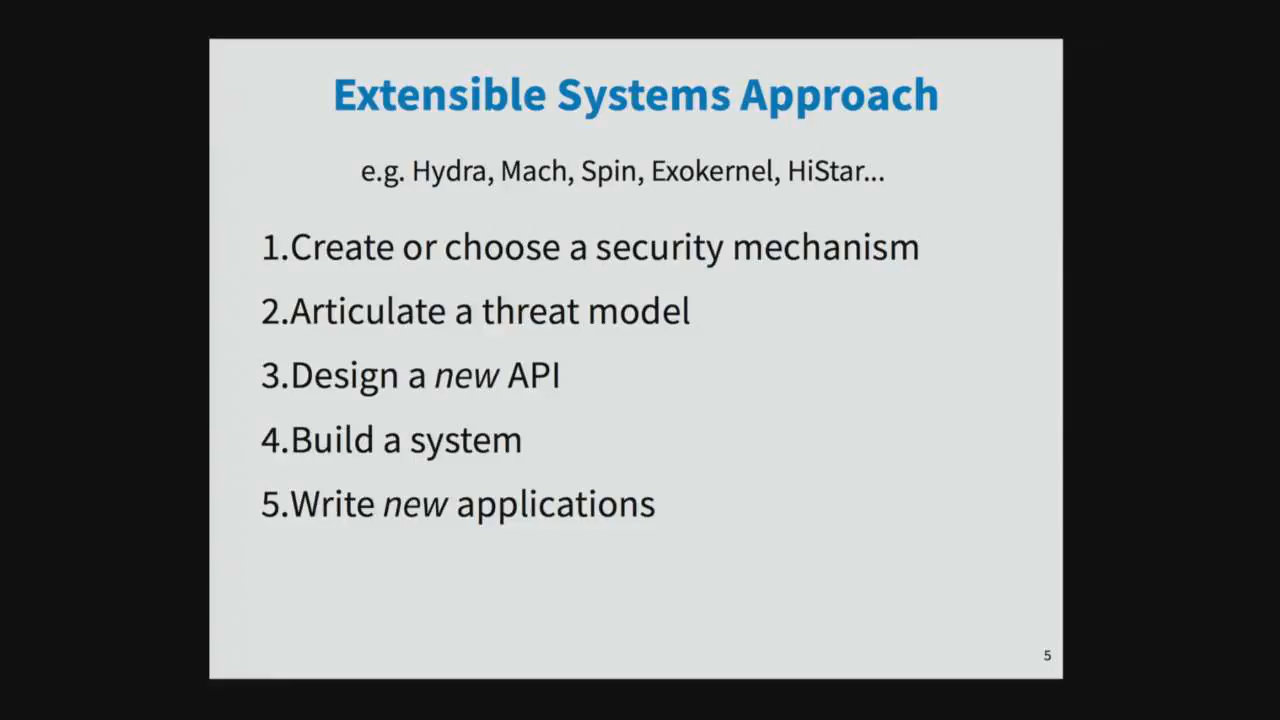 Extensible Systems Approach
e.g. Hydra, Mach, Spin, Exokernel, HiStar...
1.Create or choose a security mechanism
2.Articulate a threat model
3.Design a new API
4.Build a system
5.Write new applications
5